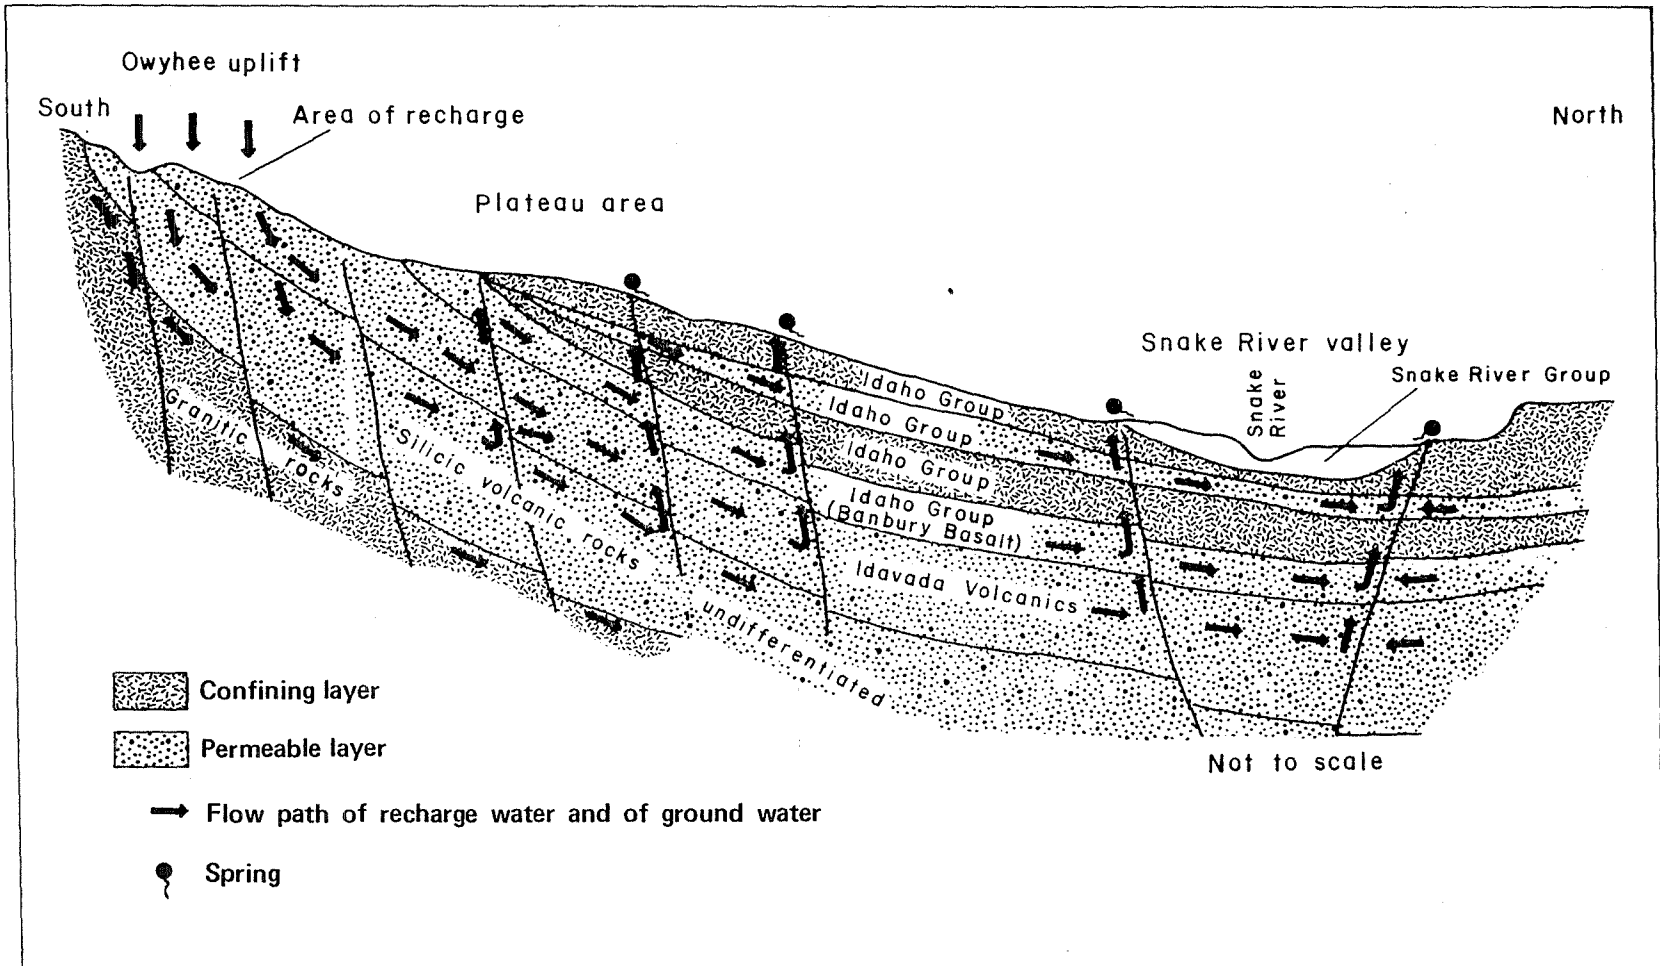 Owyhee uplift
South
Area of recharge
North
Plateau area
Snake River valley
Snake
River
Snake River Group
Idaho Group
Idaho Group
Idaho Group
Idaho Group
(Banbury Basalt)
Idavada Volcanics
Granitic
rocks
Silicic
volcanic
rocks
undifferentiated
Confining layer
Permeable layer
Not to scale
Flow path of recharge water and of ground water
Spring